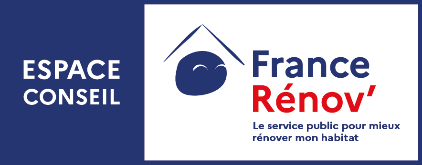 ESPACE
CONSEIL
France
Rénov'
Le service public pour mieux
rénover mon habitat